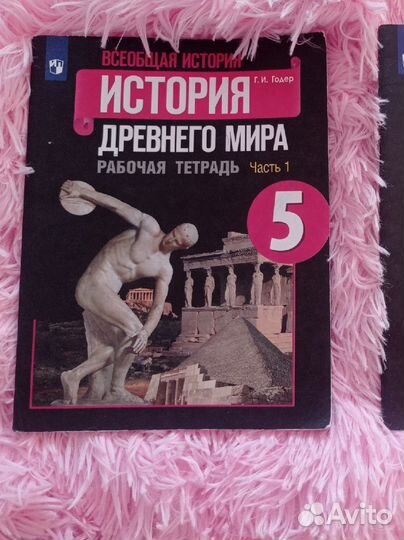 ВСЕОБЩАЯ ИСТОРИЯ
Г. И. Годер
ИСТОРИЯ
ДРЕВНЕГО МИРА
РАБОЧАЯ ТЕТРАДЬ Часть 1
5
Avito